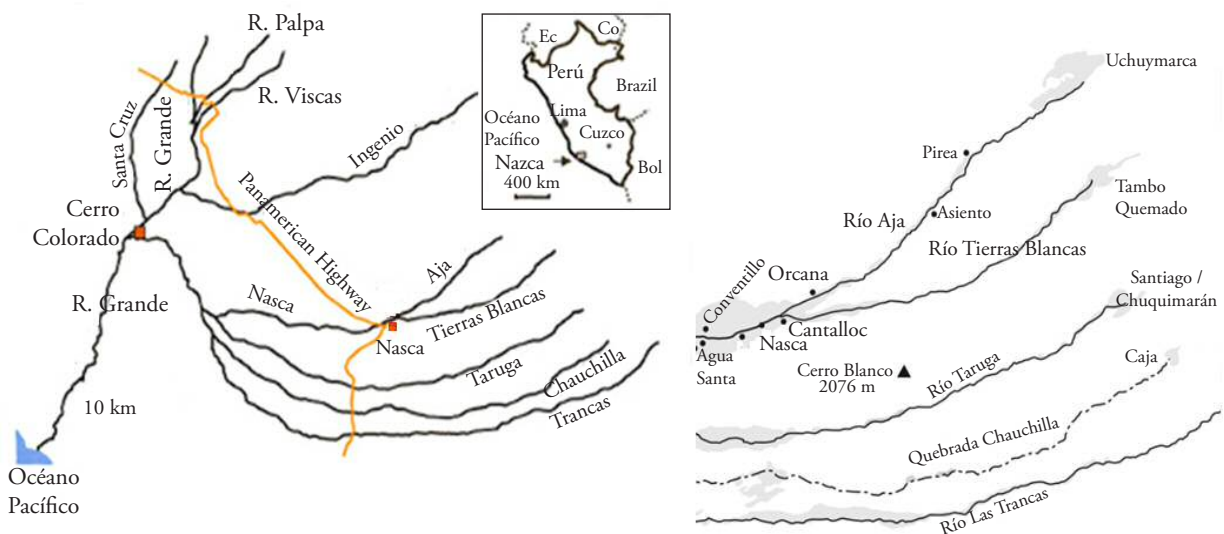 R. Palpa
R. Viscas
Santa Cruz
R. Grande
Ingenio
Cerro
Colorado
Panamerican Highway
R. Grande
Nasca
Aja
Tierras Blancas
Nasca
Taruga
Chauchilla
Trancas
10 km
Océano
Pacífico
Ec
Co
Perú
Brazil
Lima
Océano
Pacífico
Cuzco
Nazca
Bol
400 km
Uchuymarca
Pirea
Tambo
Quemado
Asiento
Río Aja
Río Tierras Blancas
Orcana
Conventillo
Santiago /
Chuquimarán
Cantalloc
Nasca
Agua
Santa
Cerro Blanco
2076 m
Caja
Río Taruga
Quebrada Chauchilla
Río Las Trancas